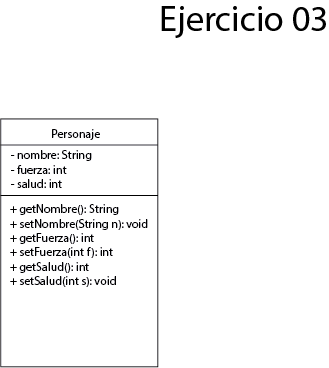 Ejercicio 03
Personaje
- nombre: String
- fuerza: int
- salud: int
+ getNombre(): String
+ setNombre(String n): void
+ getFuerza(): int
+ setFuerza(int f): int
+ getSalud(): int
+ setSalud(int s): void